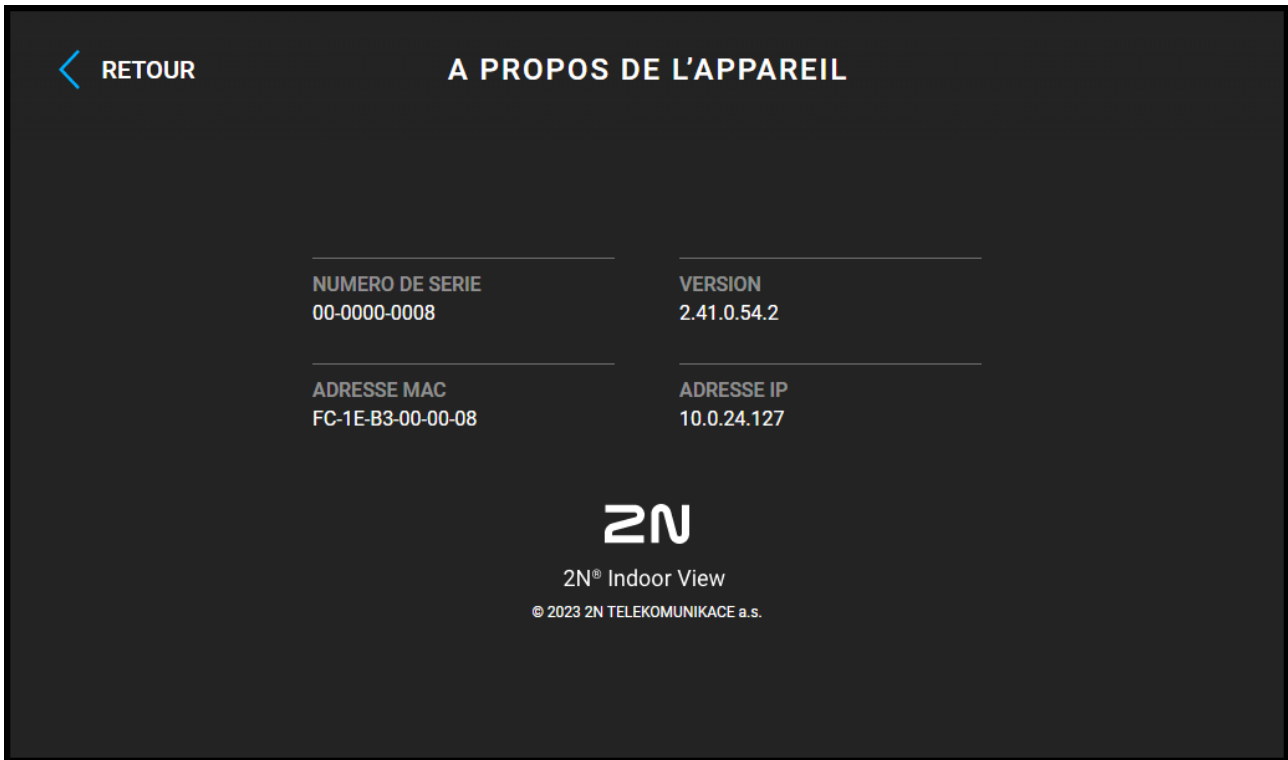 RETOUR
A PROPOS DE L’APPAREIL
NUMERO DE SERIE
00-0000-0008
VERSION
2.41.0.54.2
ADRESSE MAC
FC-1E-B3-00-00-08
ADRESSE IP
10.0.24.127
2N
2N® Indoor View
© 2023 2N TELEKOMUNIKACE a.s.